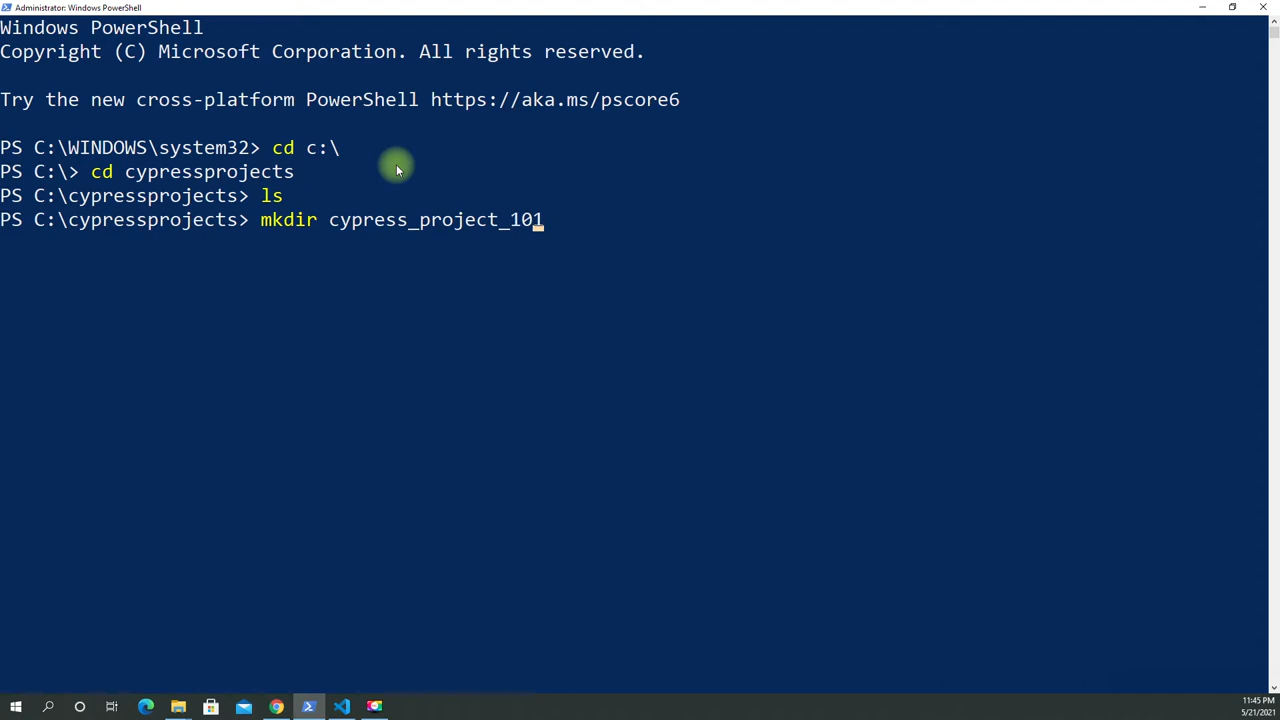 Administrator: Windows PowerShell
Windows PowerShell
Copyright (C) Microsoft Corporation. All rights reserved.
Try the new cross-platform PowerShell https://aka.ms/pscore6
PS C:\WINDOWS\system32> cd c:\
PS C:\> cd cypressprojects
PS C:\cypressprojects> ls
PS C:\cypressprojects> mkdir cypress_project_101
11:45 PM
5/21/2021